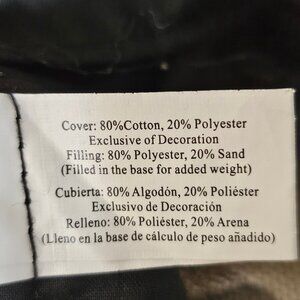 Cover: 80%Cotton, 20% Polyester
Exclusive of Decoration
Filling: 80% Polyester, 20% Sand
(Filled in the base for added weight)
Cubierta: 80% Algodón, 20% Poliéster
Exclusivo de Decoración
Relleno: 80% Poliéster, 20% Arena
(Lleno en la base de cálculo de peso añadido)